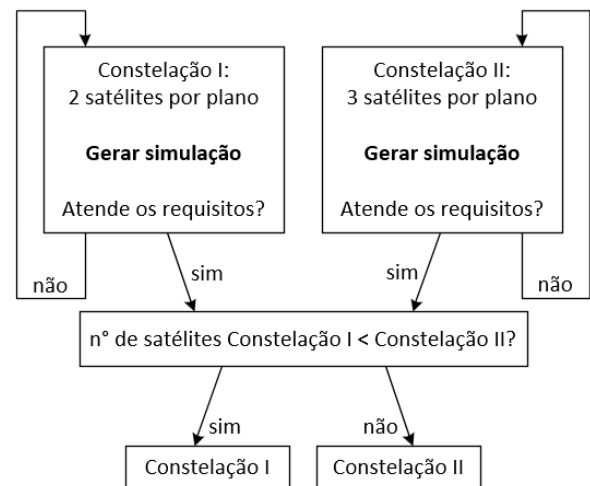 Constelação I:
2 satélites por plano
Gerar simulação
Atende os requisitos?
não
sim
Constelação II:
3 satélites por plano
Gerar simulação
Atende os requisitos?
sim
não
n° de satélites Constelação I < Constelação II?
sim
não
Constelação I
Constelação II